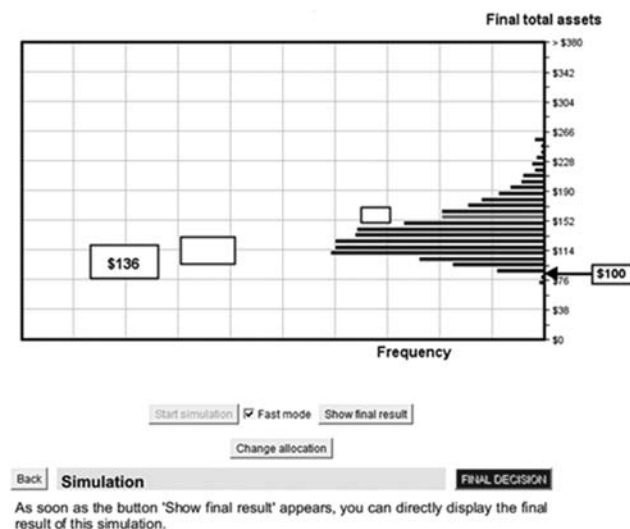 Final total assets
> $380
$342
$304
$266
$228
$190
$152
$136
$114
$100
$76
$38
$0
Frequency
Start simulation Fast mode Show final result
Change allocation
Back Simulation FINAL DECISION
As soon as the button 'Show final result' appears, you can directly display the final
result of this simulation.